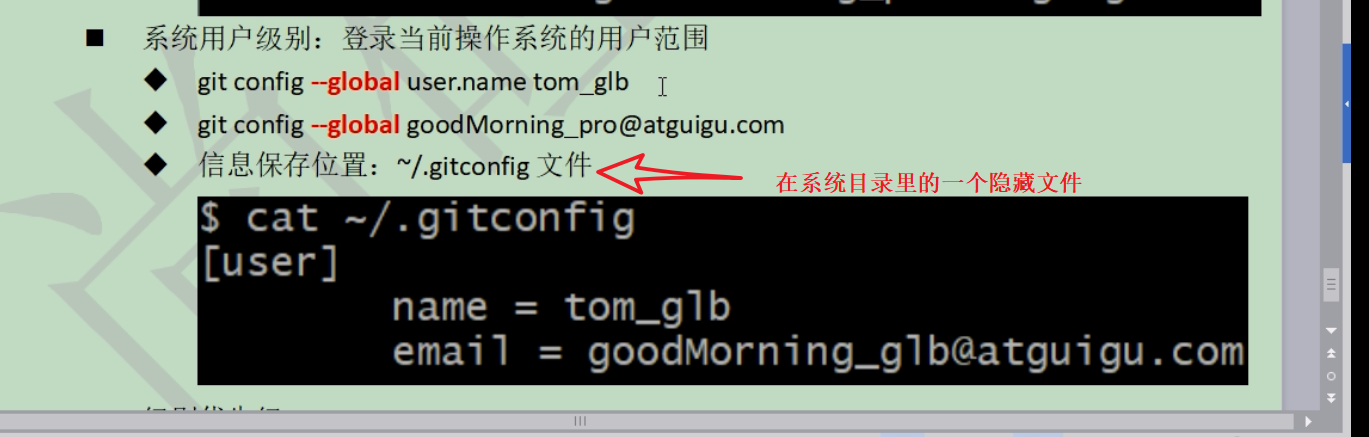 ■ 系统用户级别：登录当前操作系统的用户范围
◆ git config --global user.name tom_glb
◆ git config --global goodMorning_pro@atguigu.com
◆ 信息保存位置：~/.gitconfig 文件
在系统目录里的一个隐藏文件
$ cat ~/.gitconfig
[user]
name = tom_glb
email = goodMorning_glb@atguigu.com